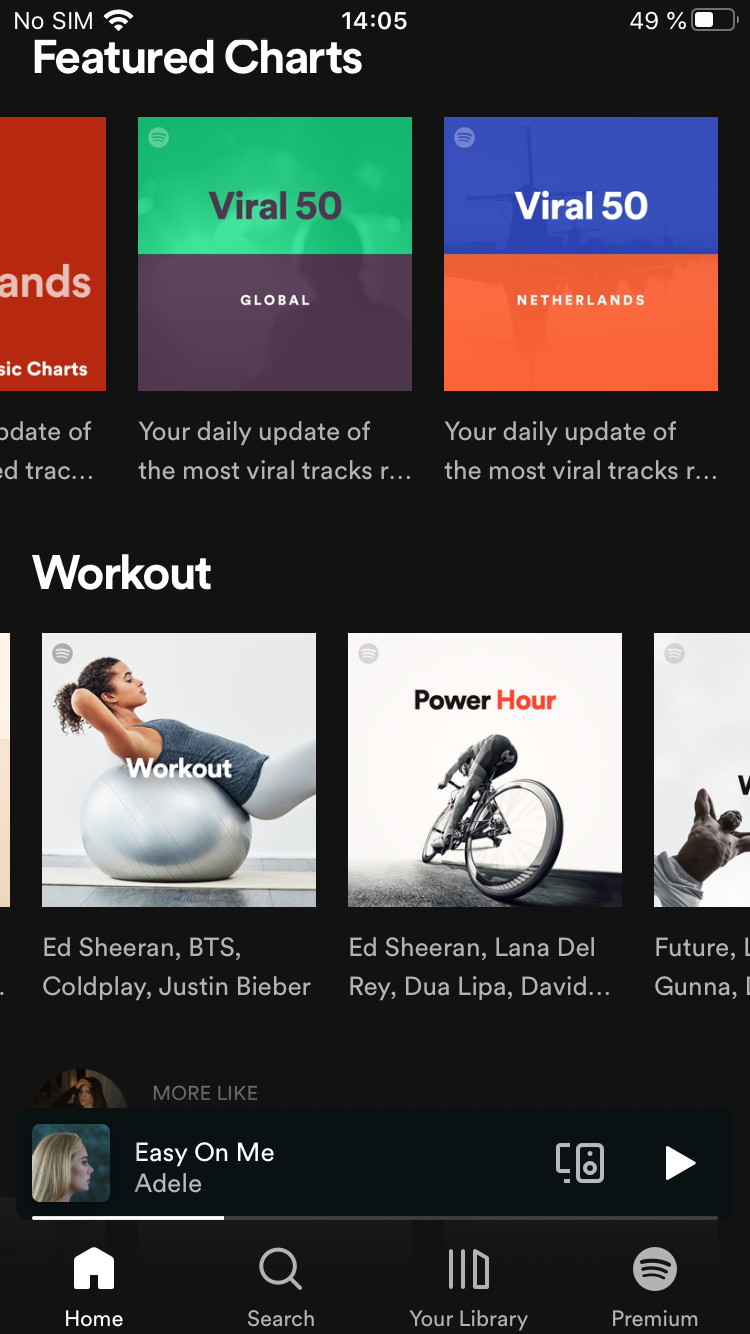 No SIM 14:05 49 %
Featured Charts
ands
sic Charts
Viral 50
GLOBAL
Viral 50
NETHERLANDS
pdate of
ed trac...
Your daily update of
the most viral tracks r...
Your daily update of
the most viral tracks r...
Workout
Workout
Power Hour
Ed Sheeran, BTS,
Coldplay, Justin Bieber
Ed Sheeran, Lana Del
Rey, Dua Lipa, David...
Future, L
Gunna, D
MORE LIKE
Easy On Me
Adele
Home
Search
Your Library
Premium